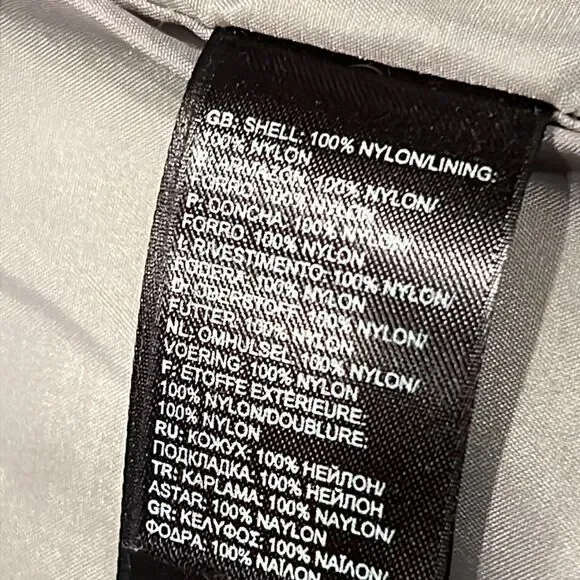 GB: SHELL: 100% NYLON/LINING:
100% NYLON
E: ARMAZON: 100% NYLON/
FORRO: 100% NYLON
P: CONCHA: 100% NYLON/
FORRO: 100% NYLON
I: RIVESTIMENTO: 100% NYLON/
FODERA: 100% NYLON
D: OBERSTOFF: 100% NYLON/
FUTTER: 100% NYLON
NL: OMHULSEL: 100% NYLON/
VOERING: 100% NYLON
F: ETOFFE EXTÉRIEURE:
100% NYLON/DOUBLURE:
100% NYLON
RU: КОЖУХ: 100% НЕЙЛОН/
ПОДКЛАДКА: 100% НЕЙЛОН
TR: KAPLAMA: 100% NAYLON/
ASTAR: 100% NAYLON
GR: ΚΕΛΥΦΟΣ: 100% ΝΑΪΛΟΝ/
ΦΟΔΡΑ: 100% ΝΑΪΛΟΝ